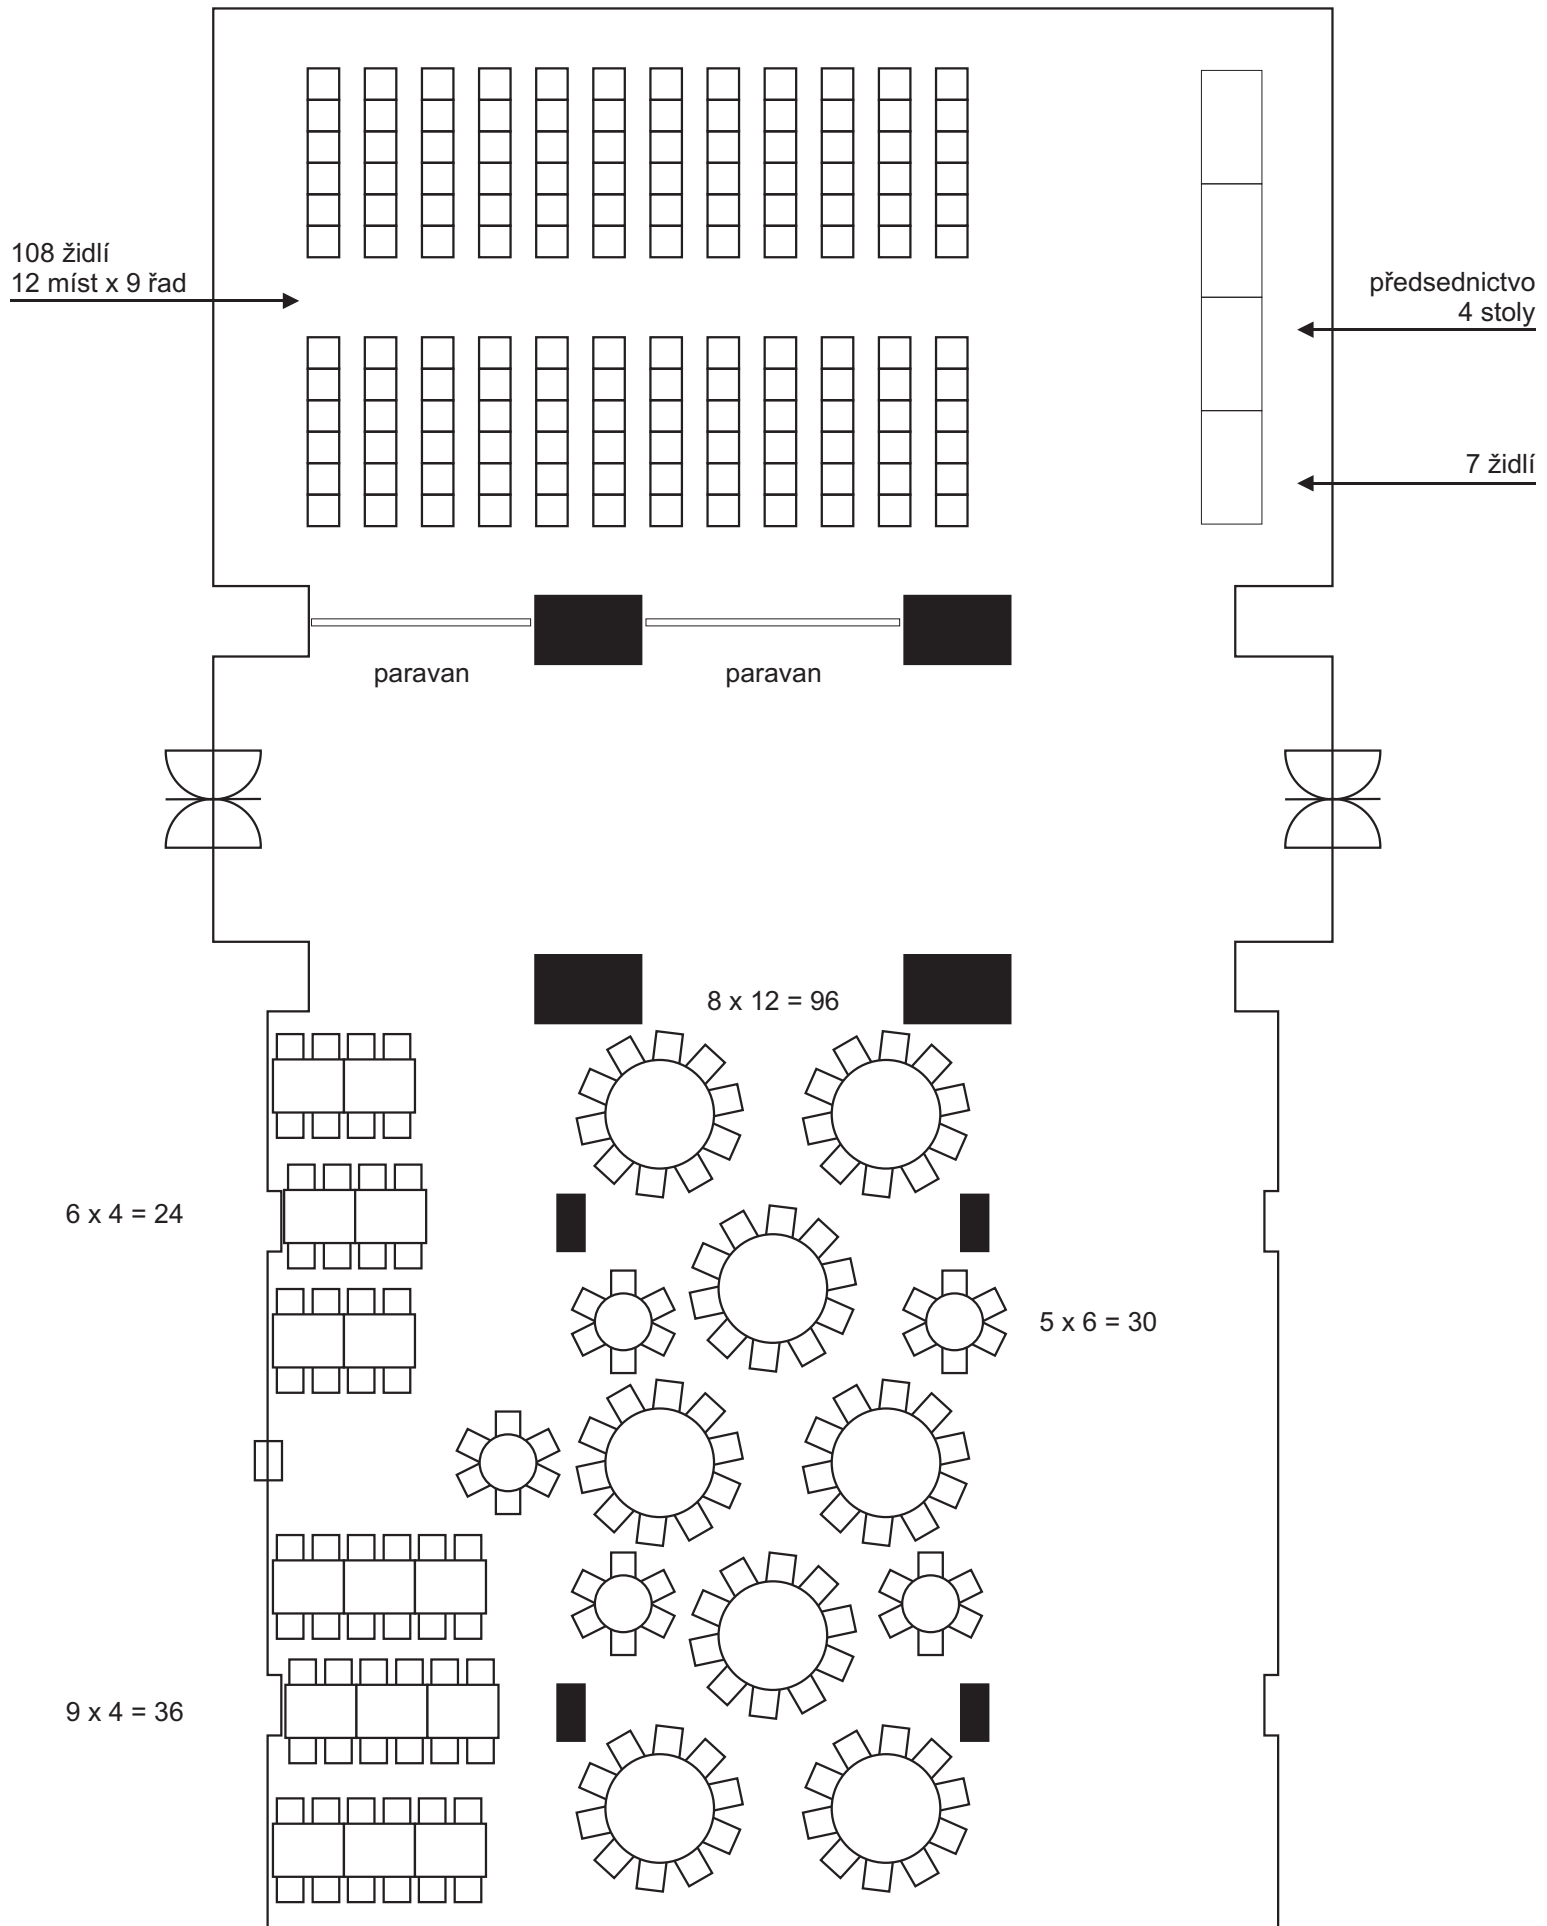 108 židlí
12 míst x 9 řad
předsednictvo
4 stoly
7 židlí
paravan
paravan
8 x 12 = 96
6 x 4 = 24
5 x 6 = 30
9 x 4 = 36